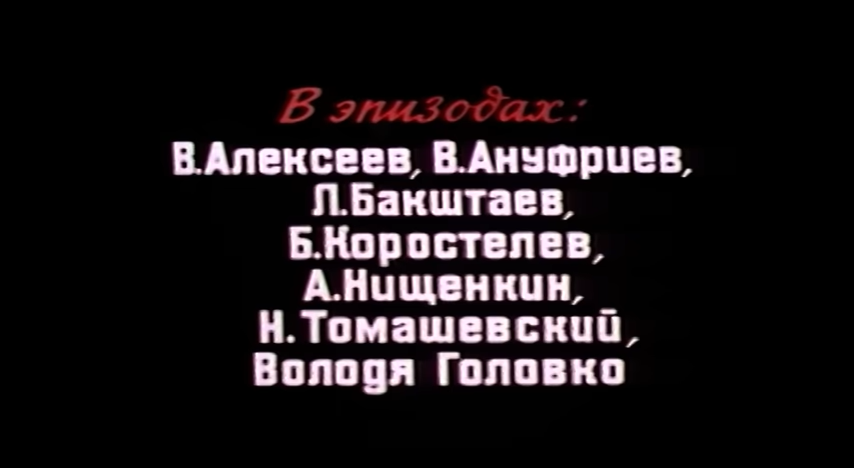 В эпизодах:
В.Алексеев, В.Ануфриев,
Л.Бакштаев,
Б.Коростелев,
А.Нищенкин,
Н.Томашевский,
Володя Головко